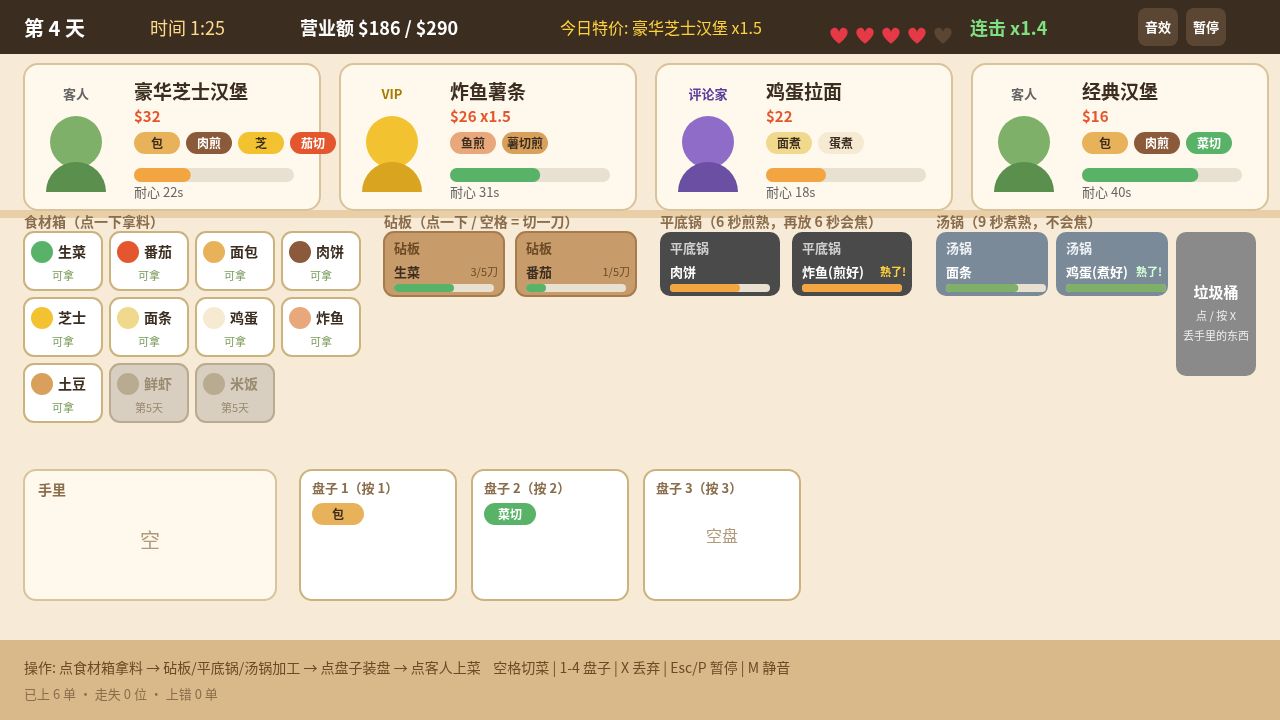 第 4 天
时间 1:25
营业额 $186 / $290
今日特价: 豪华芝士汉堡 x1.5
连击 x1.4
音效
暂停
客人
豪华芝士汉堡
$32
包 肉煎 芝 茄切
耐心 22s
VIP
炸鱼薯条
$26 x1.5
鱼煎 薯切煎
耐心 31s
评论家
鸡蛋拉面
$22
面煮 蛋煮
耐心 18s
客人
经典汉堡
$16
包 肉煎 菜切
耐心 40s
食材箱（点一下拿料）
生菜
可拿
番茄
可拿
面包
可拿
肉饼
可拿
芝士
可拿
面条
可拿
鸡蛋
可拿
炸鱼
可拿
土豆
可拿
鲜虾
第5天
米饭
第5天
砧板（点一下 / 空格 = 切一刀）
砧板
生菜 3/5刀
砧板
番茄 1/5刀
平底锅（6 秒煎熟，再放 6 秒会焦）
平底锅
肉饼
平底锅
炸鱼(煎好) 熟了!
汤锅（9 秒煮熟，不会焦）
汤锅
面条
汤锅
鸡蛋(煮好) 熟了!
垃圾桶
点 / 按 X
丢手里的东西
手里
空
盘子 1（按 1）
包
盘子 2（按 2）
菜切
盘子 3（按 3）
空盘
操作: 点食材箱拿料 → 砧板/平底锅/汤锅加工 → 点盘子装盘 → 点客人上菜 空格切菜 | 1-4 盘子 | X 丢弃 | Esc/P 暂停 | M 静音
已上 6 单 · 走失 0 位 · 上错 0 单